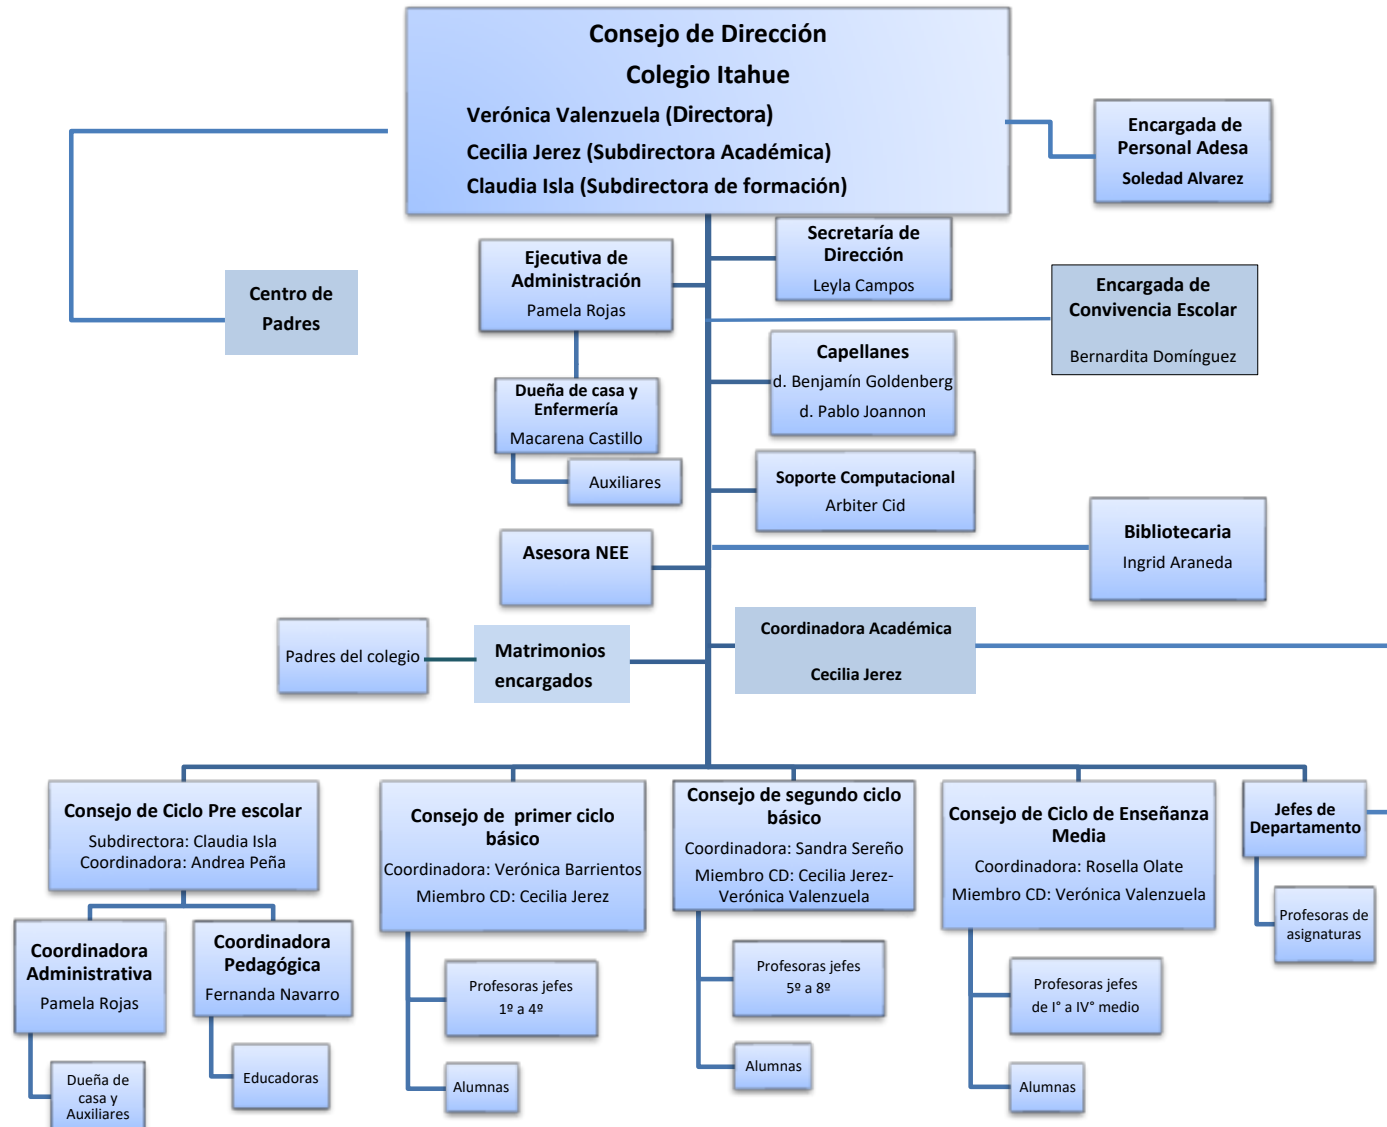 Consejo de Dirección
Colegio Itahue
Verónica Valenzuela (Directora)
Cecilia Jerez (Subdirectora Académica)
Claudia Isla (Subdirectora de formación)
Encargada de
Personal Adesa
Soledad Alvarez
Centro de
Padres
Ejecutiva de
Administración
Pamela Rojas
Secretaría de
Dirección
Leyla Campos
Encargada de
Convivencia Escolar
Bernardita Domínguez
Capellanes
d. Benjamín Goldenberg
d. Pablo Joannon
Dueña de casa y
Enfermería
Macarena Castillo
Auxiliares
Soporte Computacional
Arbiter Cid
Bibliotecaria
Ingrid Araneda
Asesora NEE
Padres del colegio
Matrimonios
encargados
Coordinadora Académica
Cecilia Jerez
Consejo de Ciclo Pre escolar
Subdirectora: Claudia Isla
Coordinadora: Andrea Peña
Consejo de primer ciclo
básico
Coordinadora: Verónica Barrientos
Miembro CD: Cecilia Jerez
Consejo de segundo ciclo
básico
Coordinadora: Sandra Sereño
Miembro CD: Cecilia Jerez-
Verónica Valenzuela
Consejo de Ciclo de Enseñanza
Media
Coordinadora: Rosella Olate
Miembro CD: Verónica Valenzuela
Jefes de
Departamento
Profesoras de
asignaturas
Coordinadora
Administrativa
Pamela Rojas
Coordinadora
Pedagógica
Fernanda Navarro
Profesoras jefes
1º a 4º
Profesoras jefes
5º a 8º
Profesoras jefes
de I° a IV° medio
Dueña de
casa y
Auxiliares
Educadoras
Alumnas
Alumnas
Alumnas